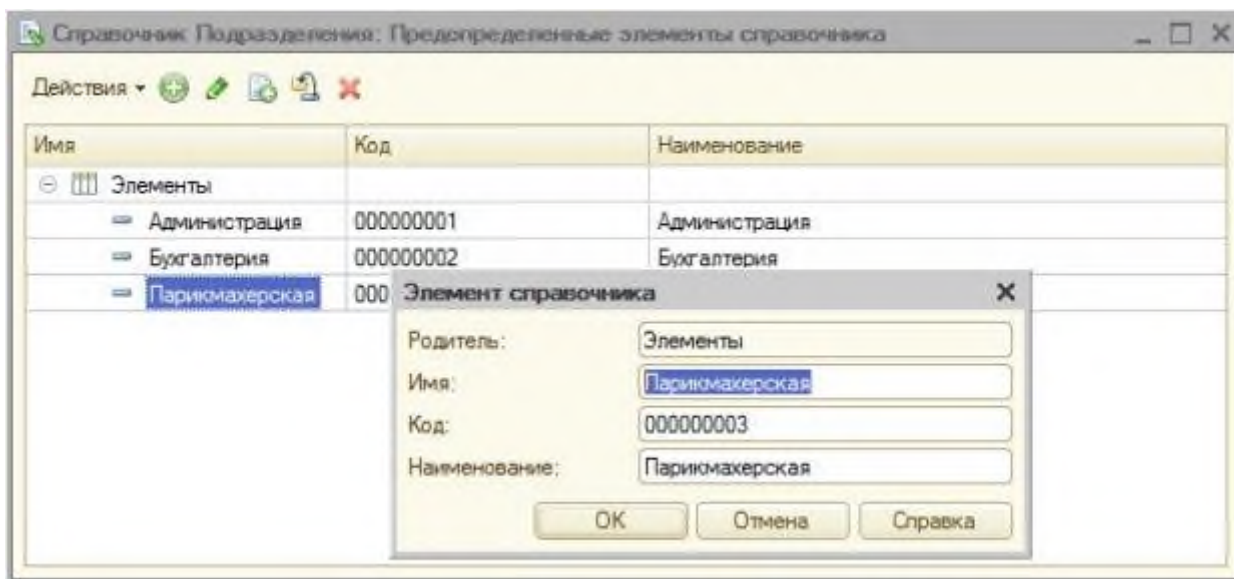 Справочник Подразделения: Предопределенные элементы справочника
Действия
Имя Код Наименование
Элементы
Администрация 000000001 Администрация
Бухгалтерия 000000002 Бухгалтерия
Парикмахерская 000
Элемент справочника
Родитель: Элементы
Имя: Парикмахерская
Код: 000000003
Наименование: Парикмахерская
OK Отмена Справка